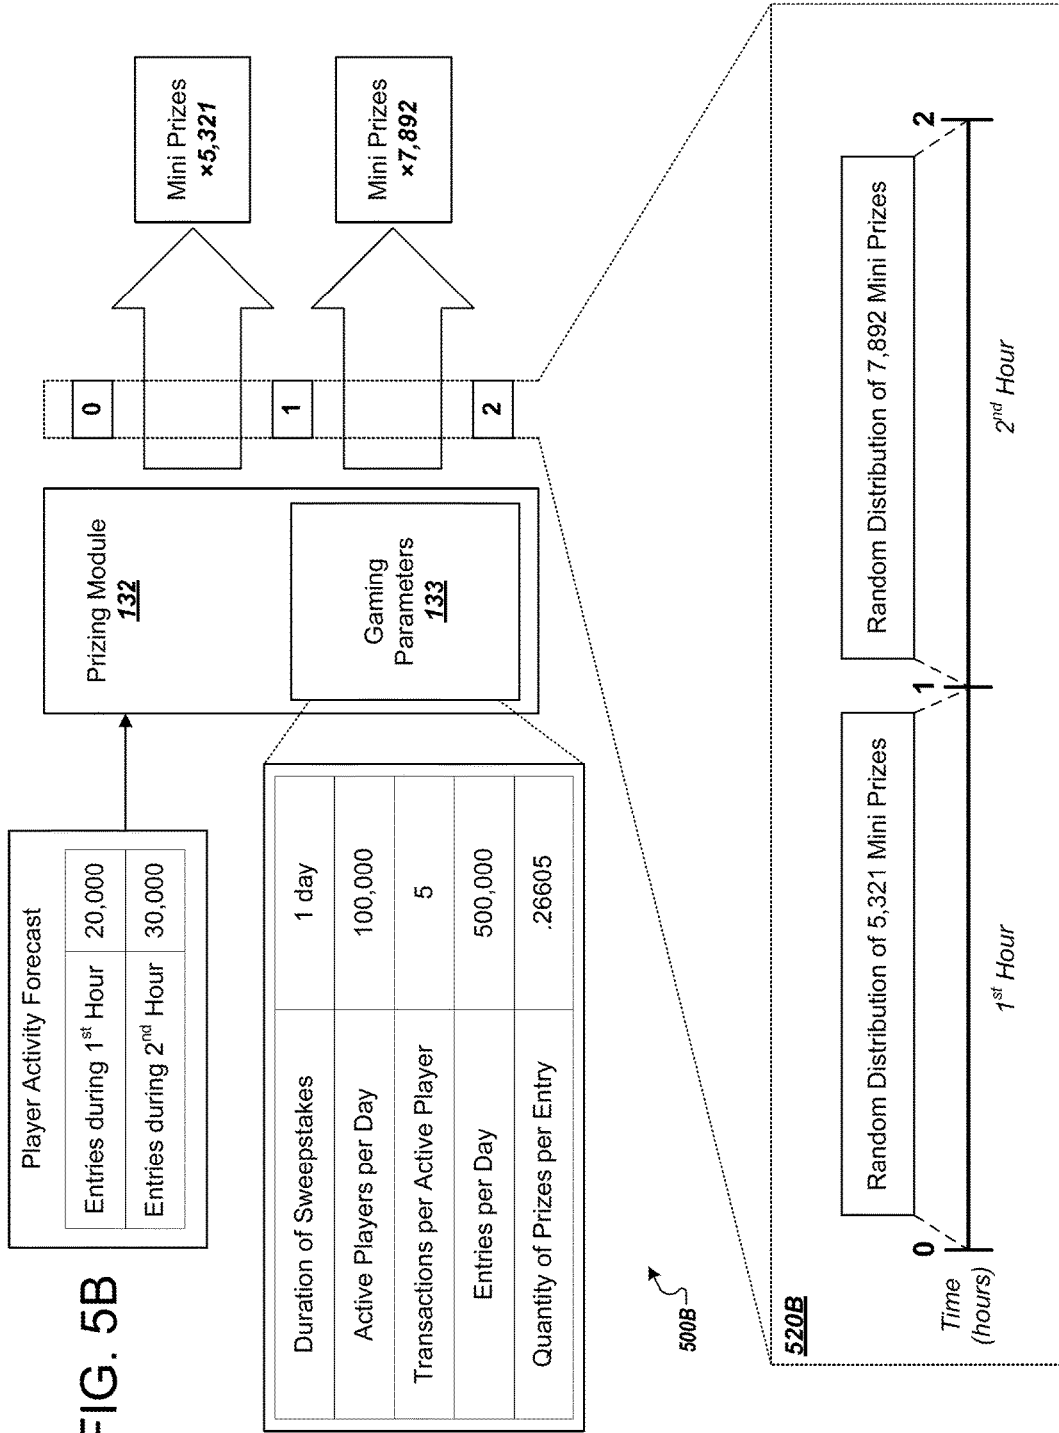 FIG. 5B
Player Activity Forecast
Entries during 1st Hour 20,000
Entries during 2nd Hour 30,000
Duration of Sweepstakes 1 day
Active Players per Day 100,000
Transactions per Active Player 5
Entries per Day 500,000
Quantity of Prizes per Entry .26605
Prizing Module
132
Gaming
Parameters
133
0
1
2
Mini Prizes
×5,321
Mini Prizes
×7,892
500B
520B
0
1
2
Random Distribution of 5,321 Mini Prizes
Random Distribution of 7,892 Mini Prizes
Time
(hours)
1st Hour
2nd Hour